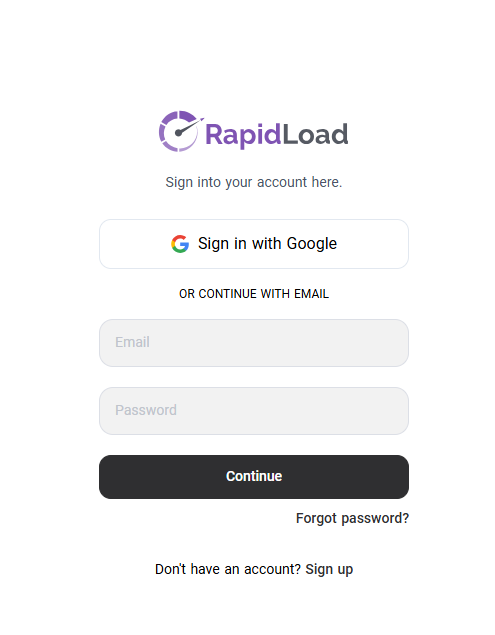 RapidLoad
Sign into your account here.
Sign in with Google
OR CONTINUE WITH EMAIL
Email
Password
Continue
Forgot password?
Don't have an account? Sign up